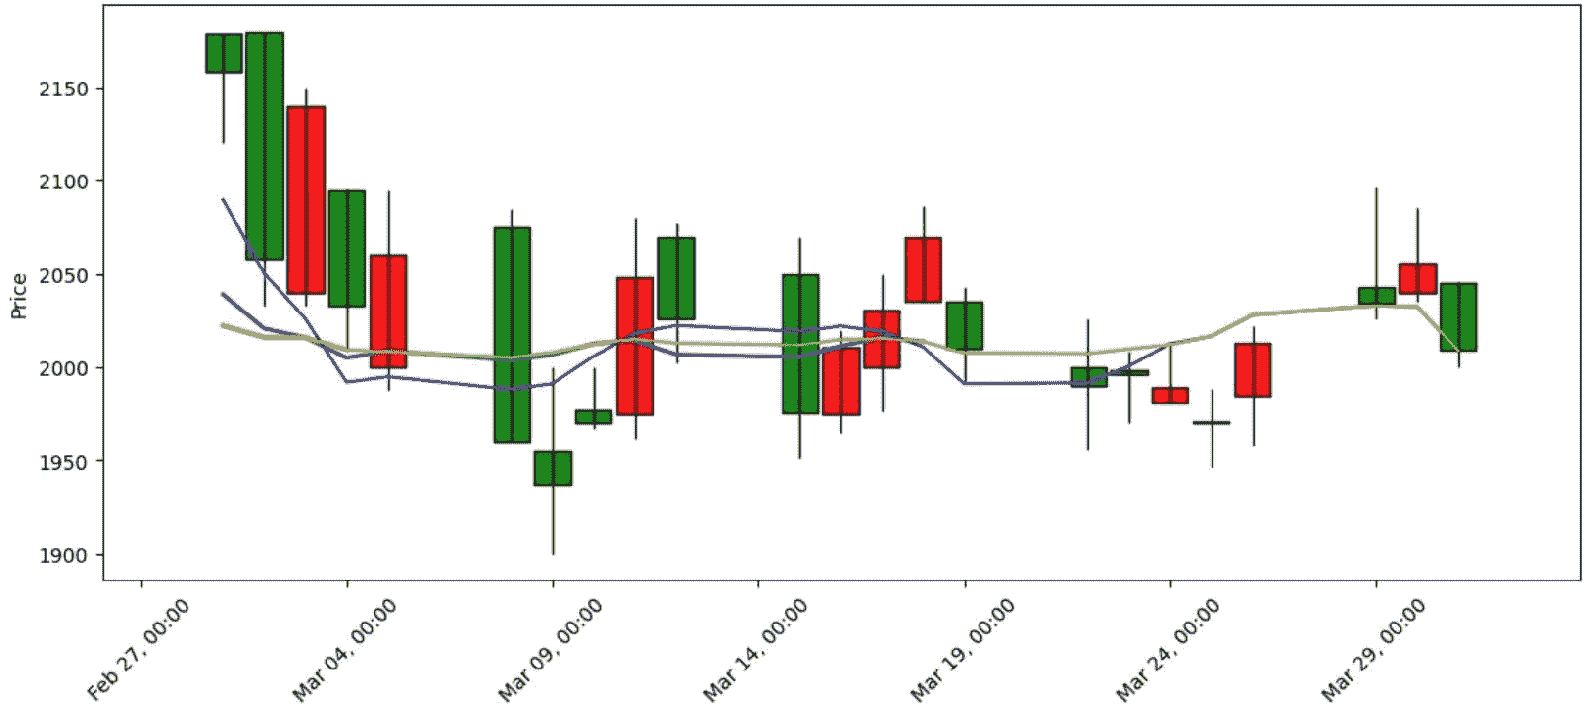 Price
2150
2100
2050
2000
1950
1900
Feb 27, 00:00
Mar 04, 00:00
Mar 09, 00:00
Mar 14, 00:00
Mar 19, 00:00
Mar 24, 00:00
Mar 29, 00:00